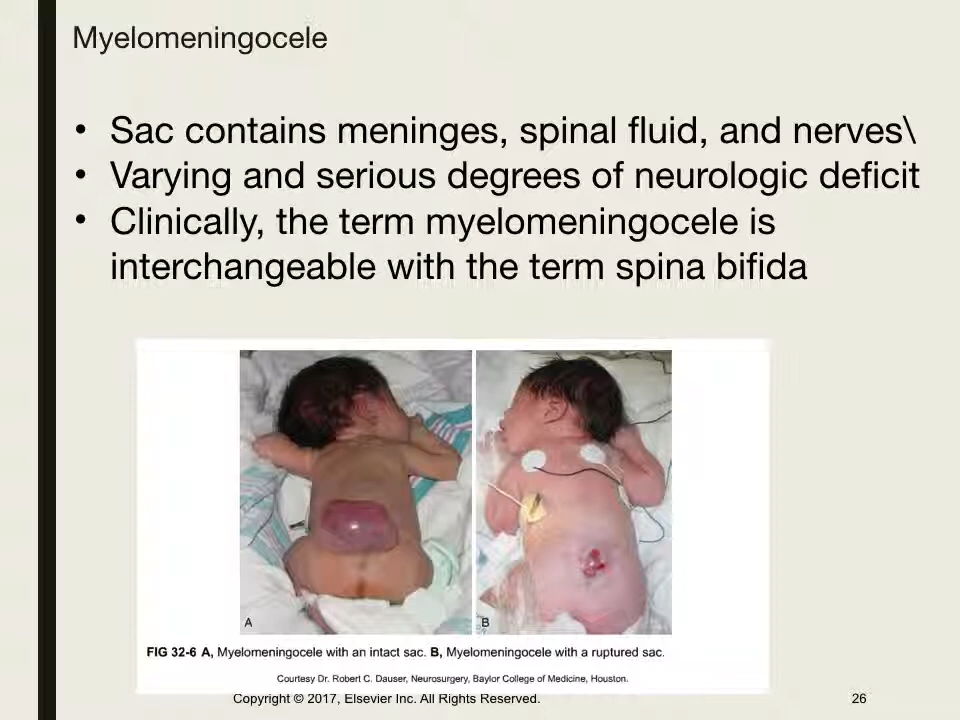 Myelomeningocele
• Sac contains meninges, spinal fluid, and nerves\
• Varying and serious degrees of neurologic deficit
• Clinically, the term myelomeningocele is
interchangeable with the term spina bifida
A
B
FIG 32-6 A, Myelomeningocele with an intact sac. B, Myelomeningocele with a ruptured sac.
Courtesy Dr. Robert C. Dauser, Neurosurgery, Baylor College of Medicine, Houston.
Copyright © 2017, Elsevier Inc. All Rights Reserved.
26